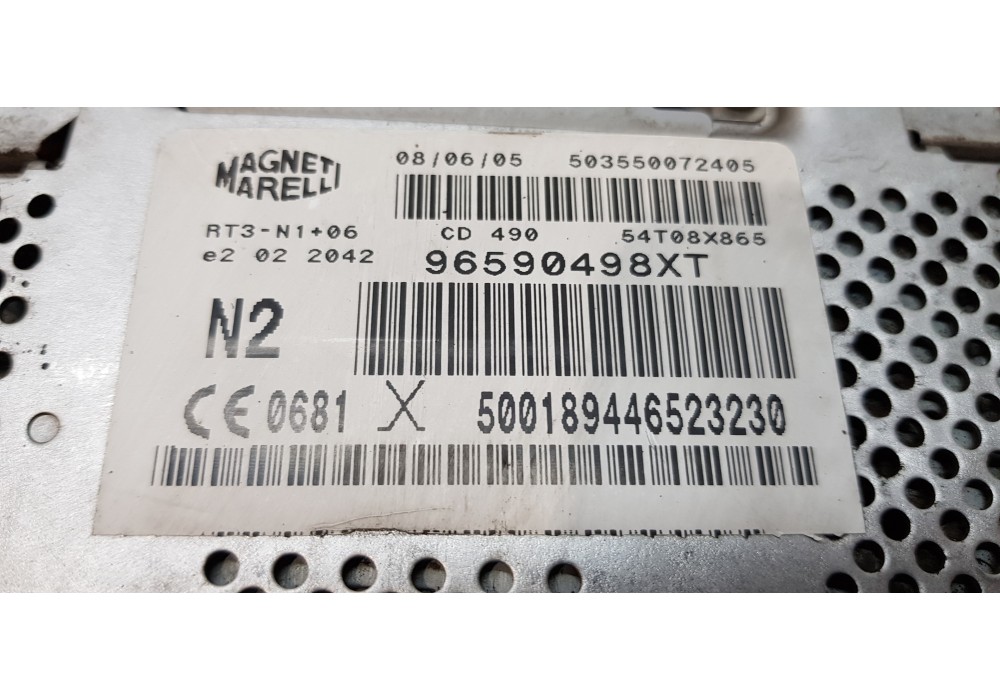 MAGNETI
MARELLI
08/06/05 503550072405
RT3-N1+06 CD 490 54T08X865
e2 02 2042 96590498XT
N2
CE 0681 X 500189446523230